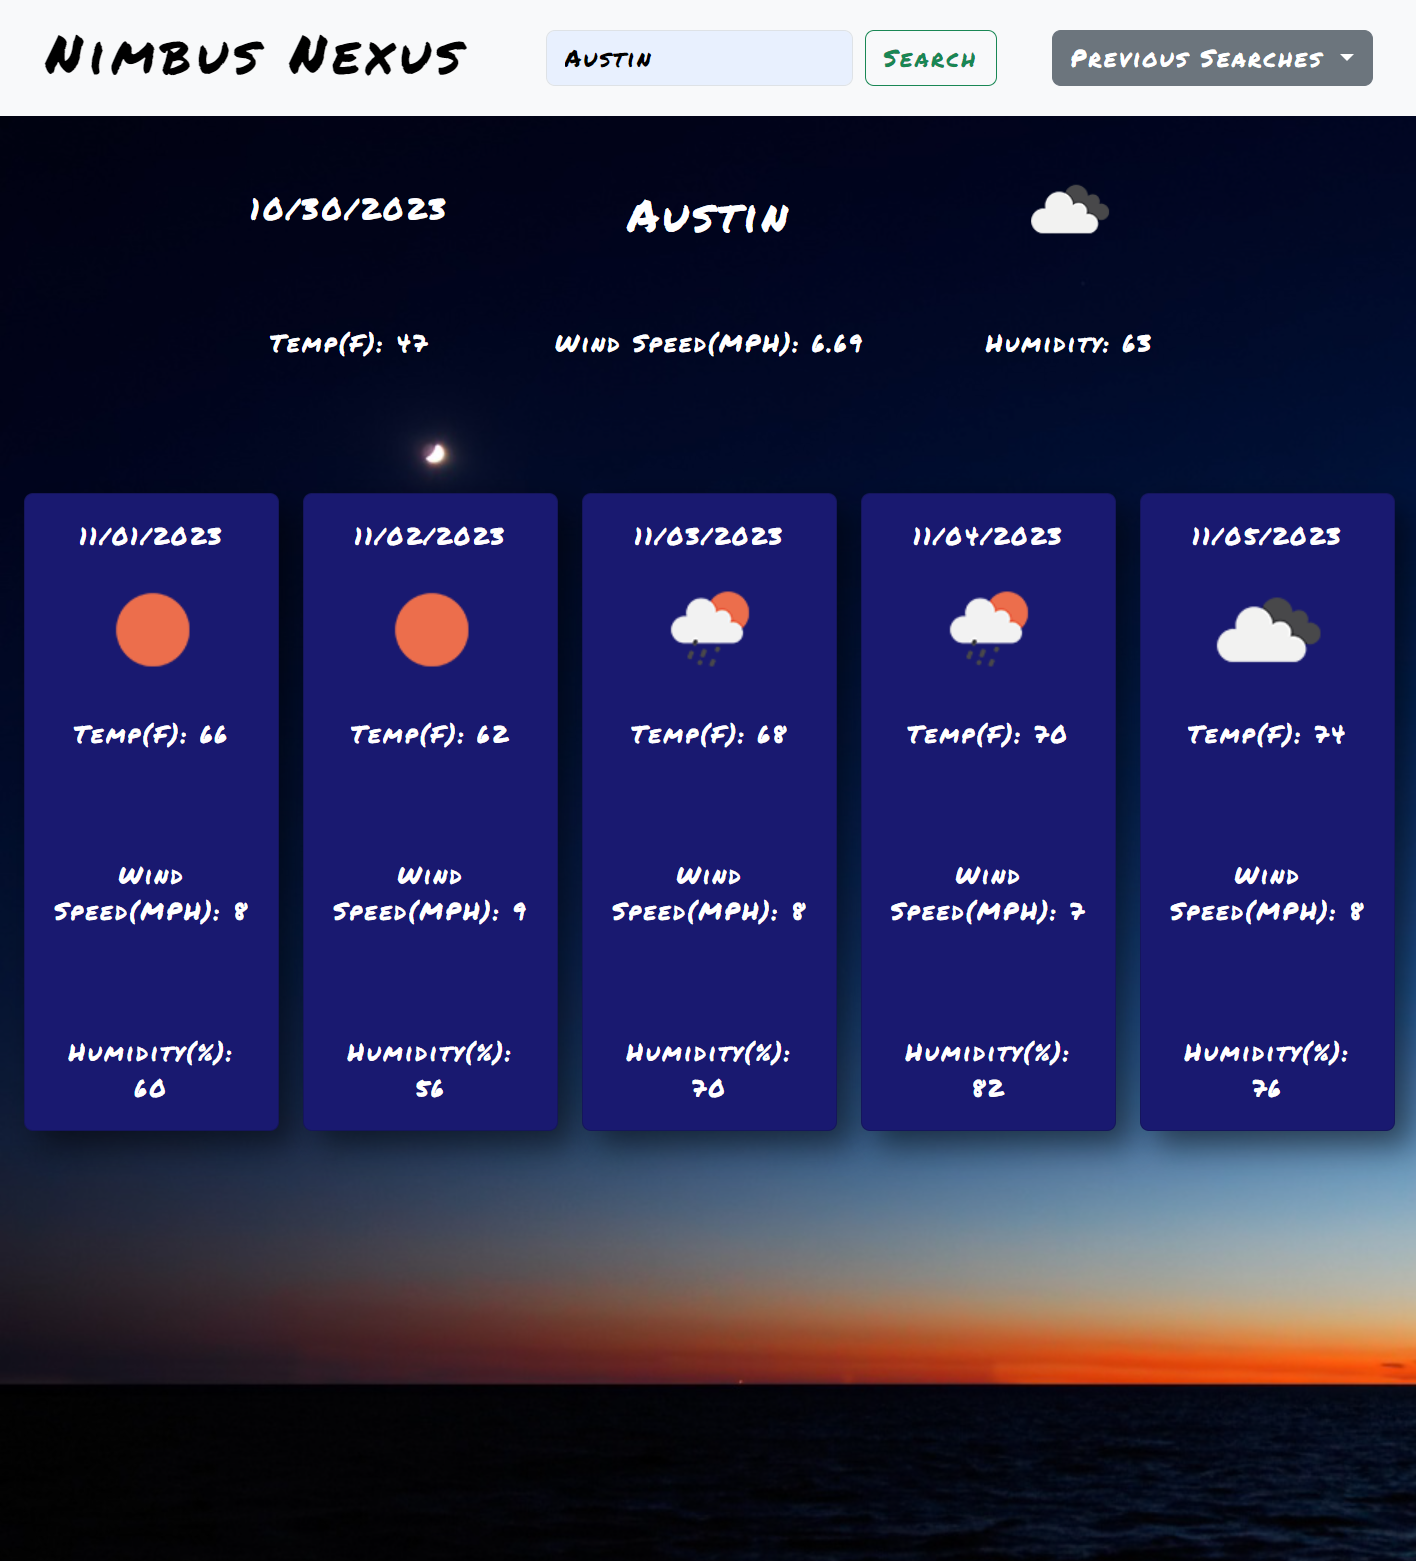 Nimbus Nexus
Austin
Search
Previous Searches
10/30/2023
Austin
Temp(F): 47
Wind Speed(MPH): 6.69
Humidity: 63
11/01/2023
Temp(F): 66
Wind
Speed(MPH): 8
Humidity(%):
60
11/02/2023
Temp(F): 62
Wind
Speed(MPH): 9
Humidity(%):
56
11/03/2023
Temp(F): 68
Wind
Speed(MPH): 8
Humidity(%):
70
11/04/2023
Temp(F): 70
Wind
Speed(MPH): 7
Humidity(%):
82
11/05/2023
Temp(F): 74
Wind
Speed(MPH): 8
Humidity(%):
76